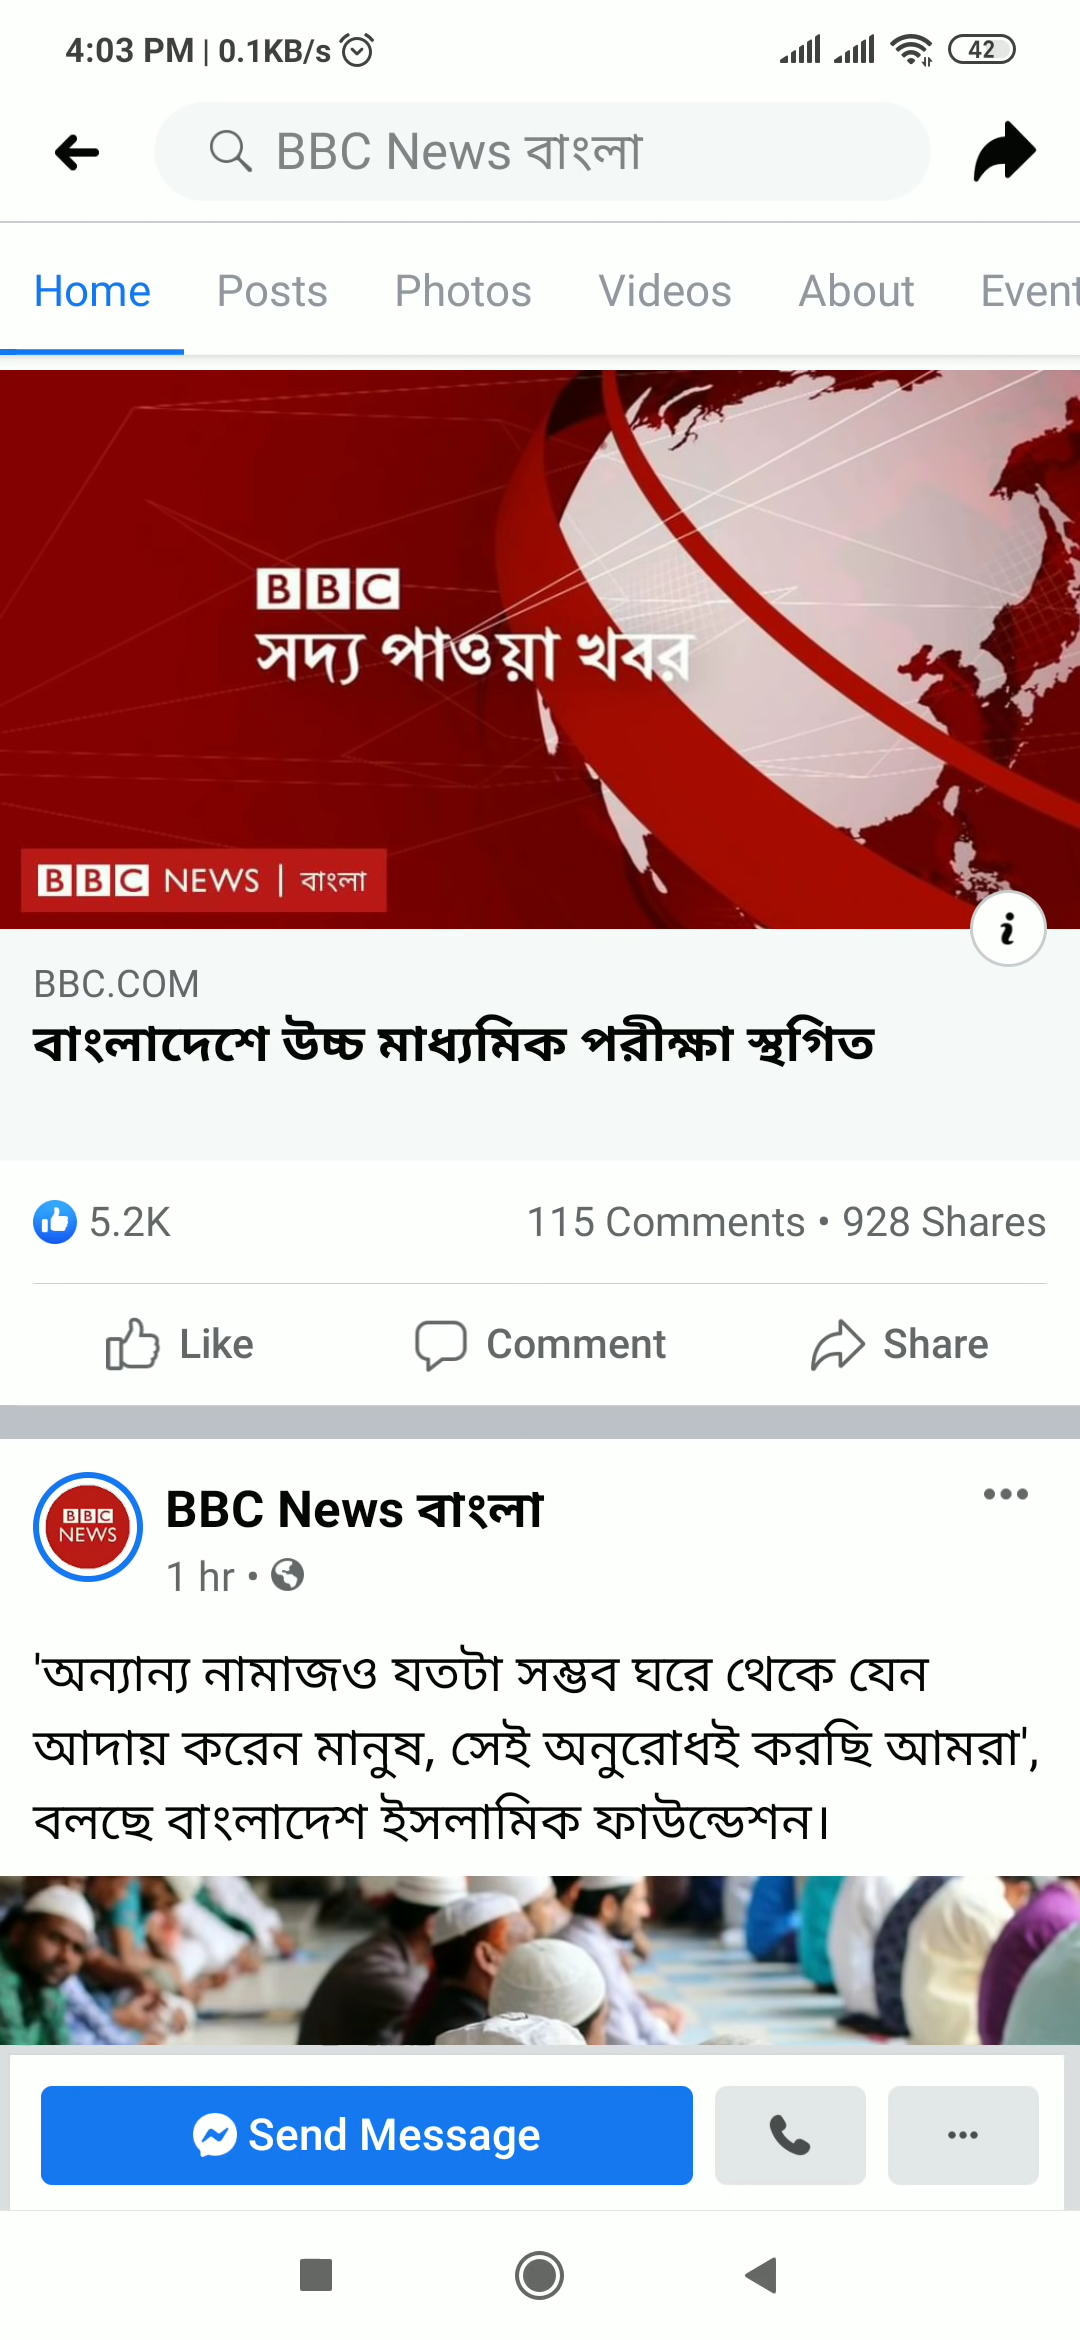 4:03 PM | 0.1KB/s 42
BBC News বাংলা
Home Posts Photos Videos About Event
BBC
সদ্য পাওয়া খবর
BBC NEWS | বাংলা
i
BBC.COM
বাংলাদেশে উচ্চ মাধ্যমিক পরীক্ষা স্থগিত
5.2K 115 Comments • 928 Shares
Like Comment Share
BBC NEWS
BBC News বাংলা
1 hr •
'অন্যান্য নামাজও যতটা সম্ভব ঘরে থেকে যেন
আদায় করেন মানুষ, সেই অনুরোধই করছি আমরা',
বলছে বাংলাদেশ ইসলামিক ফাউন্ডেশন।
Send Message